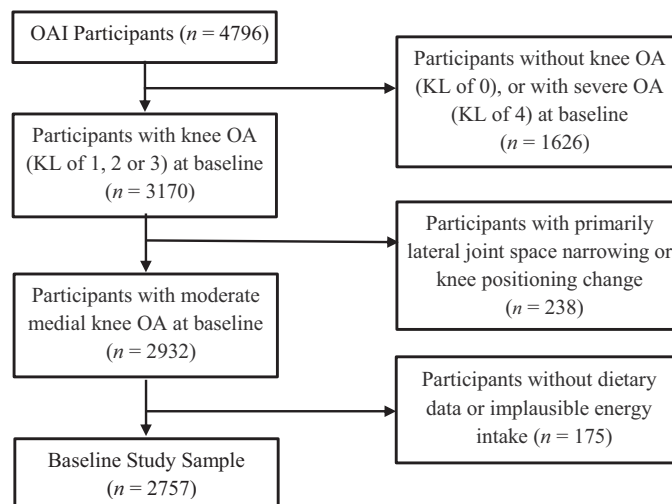 OAI Participants (n = 4796)
Participants without knee OA
(KL of 0), or with severe OA
(KL of 4) at baseline
n = 1626)
Participants with knee OA
(KL of 1, 2 or 3) at baseline
(n = 3170)
Participants with primarily
lateral joint space narrowing or
knee positioning change
(n = 238)
Participants with moderate
medial knee OA at baseline
(n = 2932)
Participants without dietary
data or implausible energy
intake (n = 175)
Baseline Study Sample
(n = 2757)